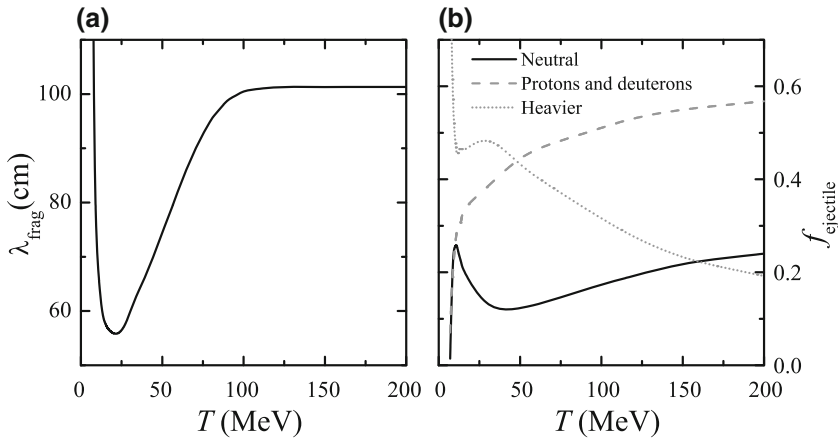 (a)
(b)
100
80
60
λfrag(cm)
0
50
100
150
200
T (MeV)
Neutral
Protons and deuterons
Heavier
0.6
0.4
0.2
0.0
fejectile
0
50
100
150
200
T (MeV)